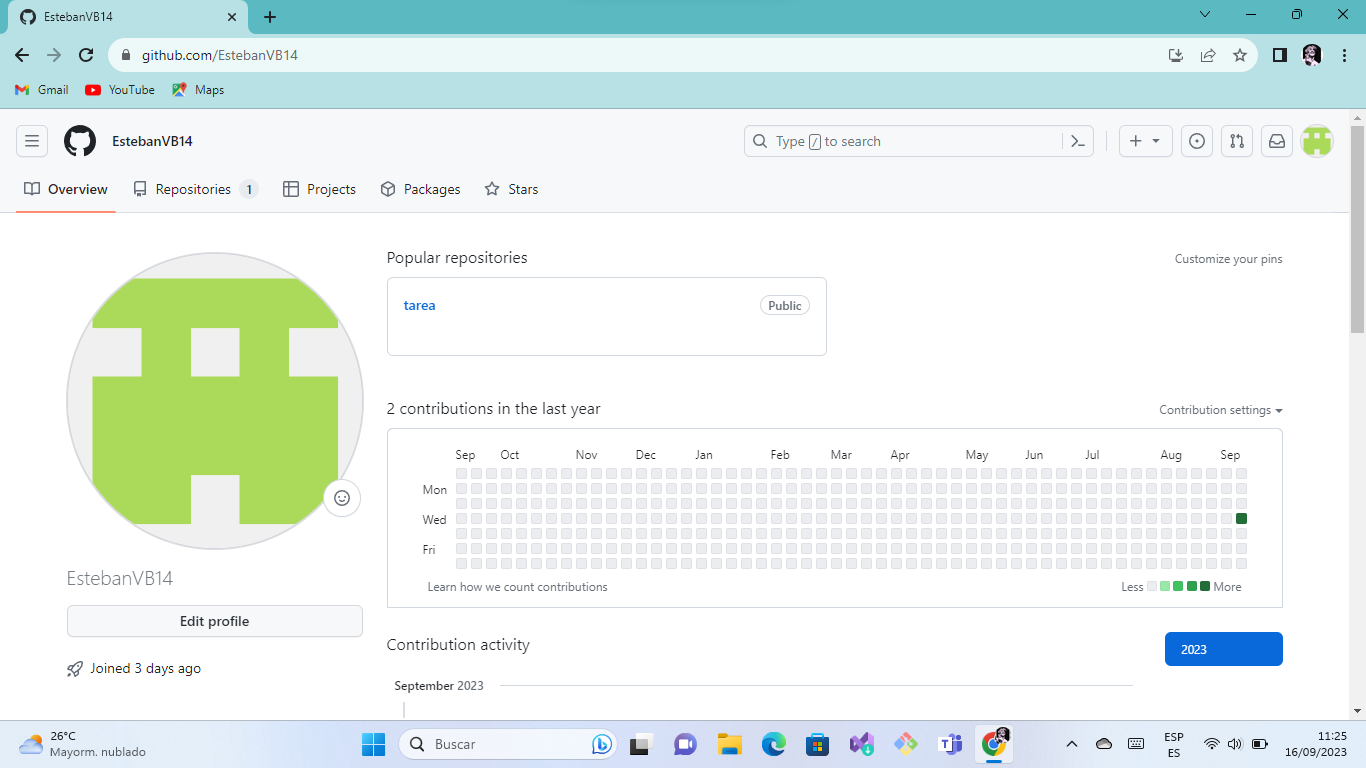 EstebanVB14
github.com/EstebanVB14
Gmail YouTube Maps
EstebanVB14
Type / to search
Overview Repositories 1 Projects Packages Stars
Popular repositories
Customize your pins
tarea
Public
2 contributions in the last year
Contribution settings
Sep Oct Nov Dec Jan Feb Mar Apr May Jun Jul Aug Sep
Mon
Wed
Fri
Learn how we count contributions
Less More
EstebanVB14
Edit profile
Joined 3 days ago
Contribution activity
2023
September 2023
26°C
Mayorm. nublado
Buscar
ESP
ES
11:25
16/09/2023